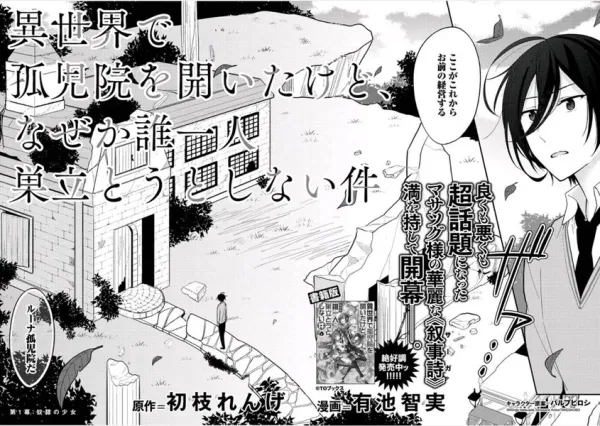 ここがこれから
お前の経営する
異世界で
孤児院を開いたけど、
なぜか誰一人
巣立とうとしない件
良くも悪くも
超話題になった
マサツグ様の華麗な《叙事詩》
満を持して開幕――。
ザァッ
書籍版
絶好調
発売中ッ
!!!!!
©TOブックス
ルーナ孤児院だ
第1幕:奴隷の少女
原作=初枝れんげ
漫画=有池智実
キャラクター原案=パルプピロシ